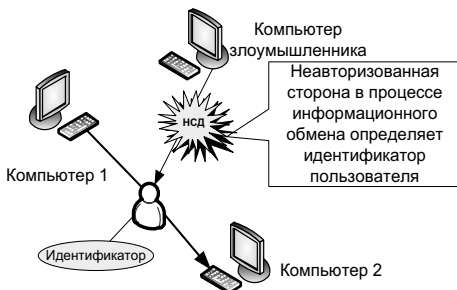 Компьютер
злоумышленника
Неавторизованная
сторона в процессе
информационного
обмена определяет
идентификатор
пользователя
НСД
Компьютер 1
Идентификатор
Компьютер 2